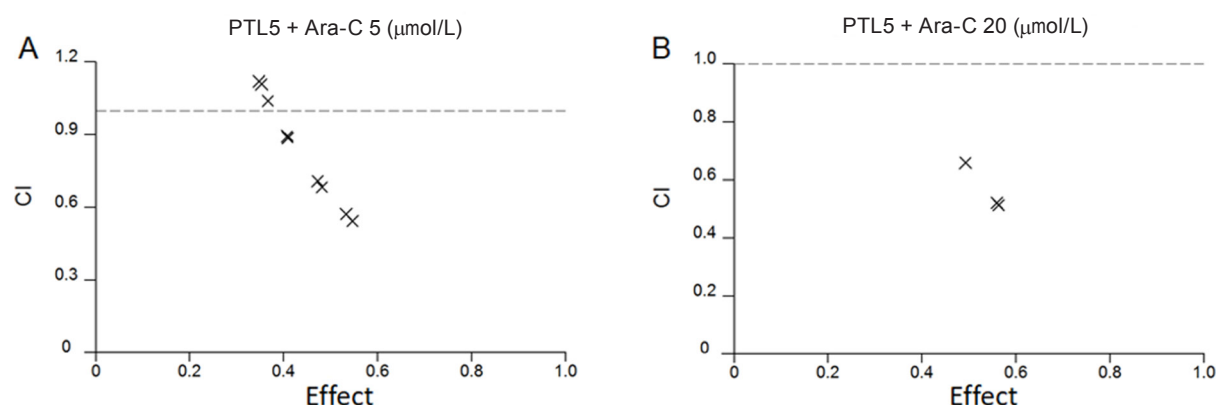 A
PTL5 + Ara-C 5 (μmol/L)
1.2
0.9
0.6
0.3
0
CI
0 0.2 0.4 0.6 0.8 1.0
Effect
B
PTL5 + Ara-C 20 (μmol/L)
1.0
0.8
0.6
0.4
0.2
0
CI
0 0.2 0.4 0.6 0.8 1.0
Effect